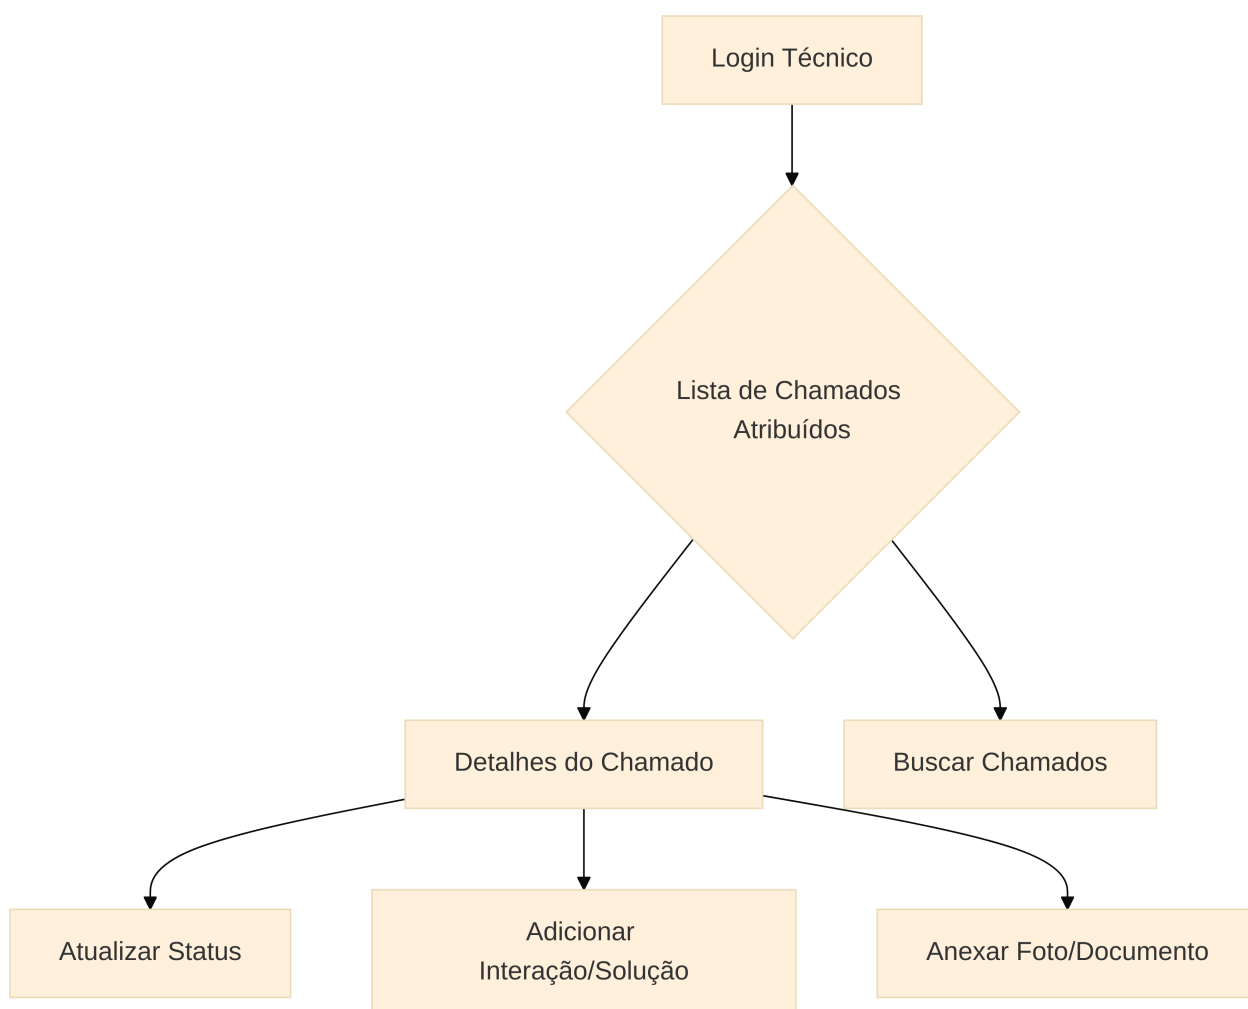 Login Técnico
Lista de Chamados
Atribuídos
Detalhes do Chamado
Buscar Chamados
Atualizar Status
Adicionar
Interação/Solução
Anexar Foto/Documento